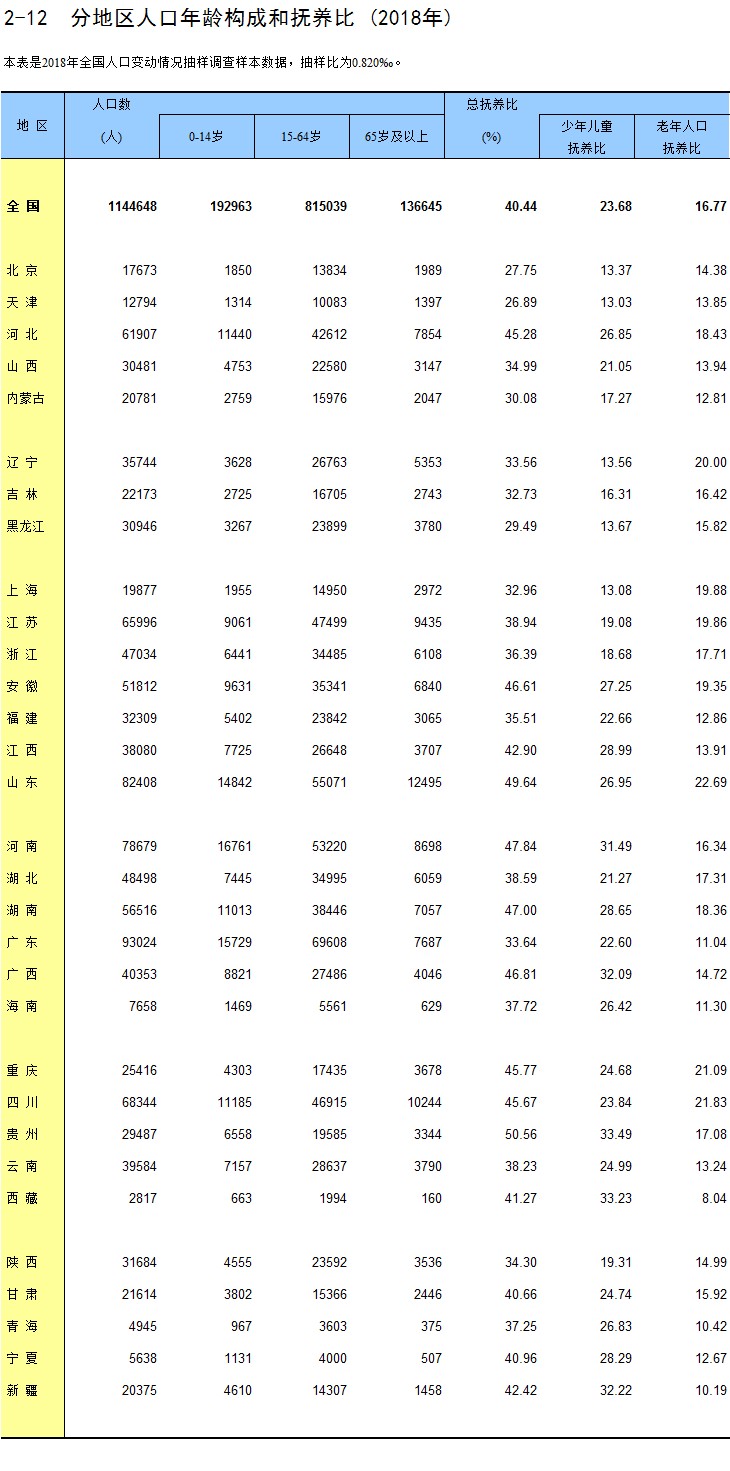 2-12 分地区人口年龄构成和抚养比 (2018年)
本表是2018年全国人口变动情况抽样调查样本数据，抽样比为0.820‰。
地 区 人口数 (人) 0-14岁 15-64岁 65岁及以上 总抚养比 (%) 少年儿童 抚养比 老年人口 抚养比
全 国 1144648 192963 815039 136645 40.44 23.68 16.77
北 京 17673 1850 13834 1989 27.75 13.37 14.38
天 津 12794 1314 10083 1397 26.89 13.03 13.85
河 北 61907 11440 42612 7854 45.28 26.85 18.43
山 西 30481 4753 22580 3147 34.99 21.05 13.94
内蒙古 20781 2759 15976 2047 30.08 17.27 12.81
辽 宁 35744 3628 26763 5353 33.56 13.56 20.00
吉 林 22173 2725 16705 2743 32.73 16.31 16.42
黑龙江 30946 3267 23899 3780 29.49 13.67 15.82
上 海 19877 1955 14950 2972 32.96 13.08 19.88
江 苏 65996 9061 47499 9435 38.94 19.08 19.86
浙 江 47034 6441 34485 6108 36.39 18.68 17.71
安 徽 51812 9631 35341 6840 46.61 27.25 19.35
福 建 32309 5402 23842 3065 35.51 22.66 12.86
江 西 38080 7725 26648 3707 42.90 28.99 13.91
山 东 82408 14842 55071 12495 49.64 26.95 22.69
河 南 78679 16761 53220 8698 47.84 31.49 16.34
湖 北 48498 7445 34995 6059 38.59 21.27 17.31
湖 南 56516 11013 38446 7057 47.00 28.65 18.36
广 东 93024 15729 69608 7687 33.64 22.60 11.04
广 西 40353 8821 27486 4046 46.81 32.09 14.72
海 南 7658 1469 5561 629 37.72 26.42 11.30
重 庆 25416 4303 17435 3678 45.77 24.68 21.09
四 川 68344 11185 46915 10244 45.67 23.84 21.83
贵 州 29487 6558 19585 3344 50.56 33.49 17.08
云 南 39584 7157 28637 3790 38.23 24.99 13.24
西 藏 2817 663 1994 160 41.27 33.23 8.04
陕 西 31684 4555 23592 3536 34.30 19.31 14.99
甘 肃 21614 3802 15366 2446 40.66 24.74 15.92
青 海 4945 967 3603 375 37.25 26.83 10.42
宁 夏 5638 1131 4000 507 40.96 28.29 12.67
新 疆 20375 4610 14307 1458 42.42 32.22 10.19